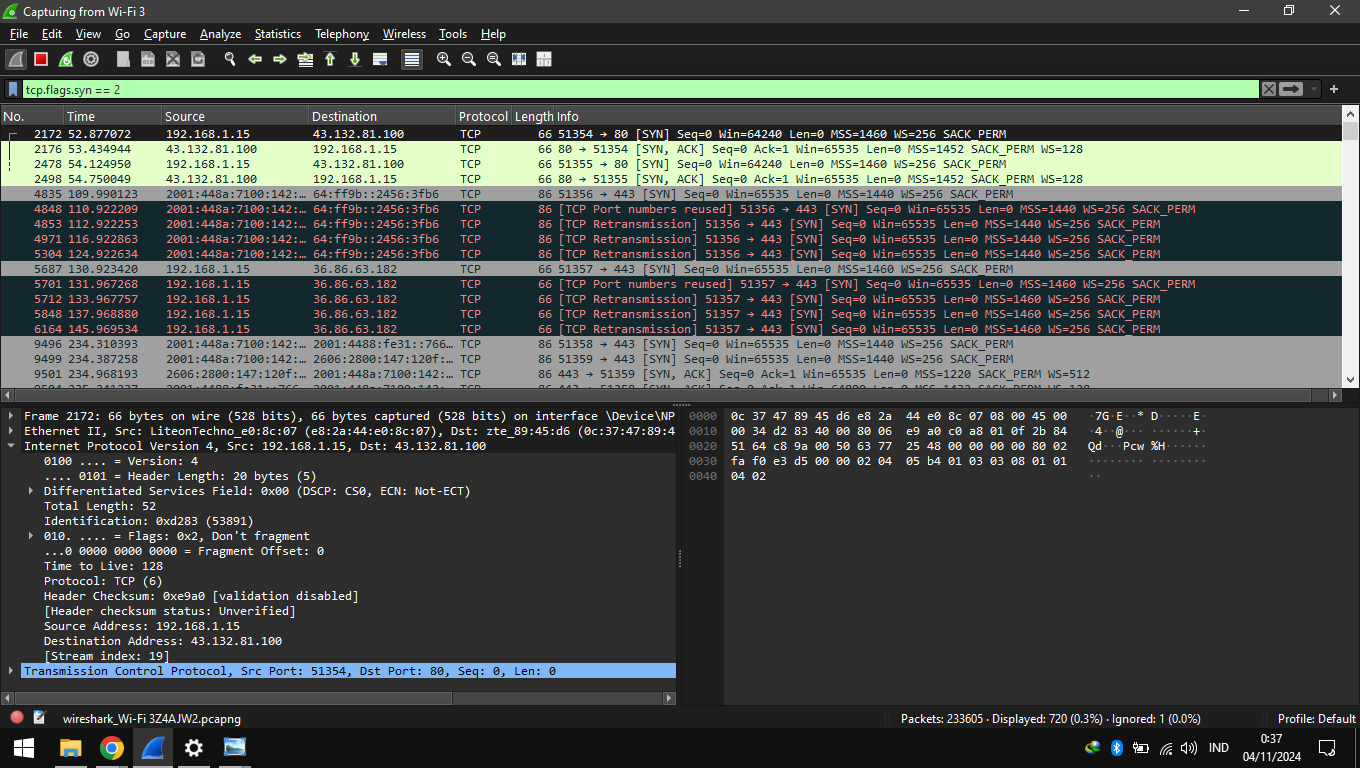 Capturing from Wi-Fi 3
File Edit View Go Capture Analyze Statistics Telephony Wireless Tools Help
tcp.flags.syn == 2
No. Time Source Destination Protocol Length Info
2172 52.877072 192.168.1.15 43.132.81.100 TCP 66 51354 → 80 [SYN] Seq=0 Win=64240 Len=0 MSS=1460 WS=256 SACK_PERM
2176 53.434944 43.132.81.100 192.168.1.15 TCP 66 80 → 51354 [SYN, ACK] Seq=0 Ack=1 Win=65535 Len=0 MSS=1452 SACK_PERM WS=128
2478 54.124950 192.168.1.15 43.132.81.100 TCP 66 51355 → 80 [SYN] Seq=0 Win=64240 Len=0 MSS=1460 WS=256 SACK_PERM
2498 54.750049 43.132.81.100 192.168.1.15 TCP 66 80 → 51355 [SYN, ACK] Seq=0 Ack=1 Win=65535 Len=0 MSS=1452 SACK_PERM WS=128
4835 109.990123 2001:448a:7100:142:… 64:ff9b::2456:3fb6 TCP 86 51356 → 443 [SYN] Seq=0 Win=65535 Len=0 MSS=1440 WS=256 SACK_PERM
4848 110.922209 2001:448a:7100:142:… 64:ff9b::2456:3fb6 TCP 86 [TCP Port numbers reused] 51356 → 443 [SYN] Seq=0 Win=65535 Len=0 MSS=1440 WS=256 SACK_PERM
4853 112.922253 2001:448a:7100:142:… 64:ff9b::2456:3fb6 TCP 86 [TCP Retransmission] 51356 → 443 [SYN] Seq=0 Win=65535 Len=0 MSS=1440 WS=256 SACK_PERM
4971 116.922863 2001:448a:7100:142:… 64:ff9b::2456:3fb6 TCP 86 [TCP Retransmission] 51356 → 443 [SYN] Seq=0 Win=65535 Len=0 MSS=1440 WS=256 SACK_PERM
5304 124.922634 2001:448a:7100:142:… 64:ff9b::2456:3fb6 TCP 86 [TCP Retransmission] 51356 → 443 [SYN] Seq=0 Win=65535 Len=0 MSS=1440 WS=256 SACK_PERM
5687 130.923420 192.168.1.15 36.86.63.182 TCP 66 51357 → 443 [SYN] Seq=0 Win=65535 Len=0 MSS=1460 WS=256 SACK_PERM
5701 131.967268 192.168.1.15 36.86.63.182 TCP 66 [TCP Port numbers reused] 51357 → 443 [SYN] Seq=0 Win=65535 Len=0 MSS=1460 WS=256 SACK_PERM
5712 133.967757 192.168.1.15 36.86.63.182 TCP 66 [TCP Retransmission] 51357 → 443 [SYN] Seq=0 Win=65535 Len=0 MSS=1460 WS=256 SACK_PERM
5848 137.968880 192.168.1.15 36.86.63.182 TCP 66 [TCP Retransmission] 51357 → 443 [SYN] Seq=0 Win=65535 Len=0 MSS=1460 WS=256 SACK_PERM
6164 145.969534 192.168.1.15 36.86.63.182 TCP 66 [TCP Retransmission] 51357 → 443 [SYN] Seq=0 Win=65535 Len=0 MSS=1460 WS=256 SACK_PERM
9496 234.310393 2001:448a:7100:142:… 2001:4488:fe31::766… TCP 86 51358 → 443 [SYN] Seq=0 Win=65535 Len=0 MSS=1440 WS=256 SACK_PERM
9499 234.387258 2001:448a:7100:142:… 2606:2800:147:120f:… TCP 86 51359 → 443 [SYN] Seq=0 Win=65535 Len=0 MSS=1440 WS=256 SACK_PERM
9501 234.968193 2606:2800:147:120f:… 2001:448a:7100:142:… TCP 86 443 → 51359 [SYN, ACK] Seq=0 Ack=1 Win=65535 Len=0 MSS=1220 SACK_PERM WS=512
Frame 2172: 66 bytes on wire (528 bits), 66 bytes captured (528 bits) on interface \Device\NP
Ethernet II, Src: LiteonTechno_e0:8c:07 (e8:2a:44:e0:8c:07), Dst: zte_89:45:d6 (0c:37:47:89:4
Internet Protocol Version 4, Src: 192.168.1.15, Dst: 43.132.81.100
0100 .... = Version: 4
.... 0101 = Header Length: 20 bytes (5)
Differentiated Services Field: 0x00 (DSCP: CS0, ECN: Not-ECT)
Total Length: 52
Identification: 0xd283 (53891)
010. .... = Flags: 0x2, Don't fragment
...0 0000 0000 0000 = Fragment Offset: 0
Time to Live: 128
Protocol: TCP (6)
Header Checksum: 0xe9a0 [validation disabled]
[Header checksum status: Unverified]
Source Address: 192.168.1.15
Destination Address: 43.132.81.100
[Stream index: 19]
Transmission Control Protocol, Src Port: 51354, Dst Port: 80, Seq: 0, Len: 0
0000 0c 37 47 89 45 d6 e8 2a 44 e0 8c 07 08 00 45 00 ·7G·E··* D·····E·
0010 00 34 d2 83 40 00 80 06 e9 a0 c0 a8 01 0f 2b 84 ·4··@··· ······+·
0020 51 64 c8 9a 00 50 63 77 25 48 00 00 00 00 80 02 Qd···Pcw %H······
0030 fa f0 e3 d5 00 00 02 04 05 b4 01 03 03 08 01 01 ········ ········
0040 04 02 ··
wireshark_Wi-Fi 3Z4AJW2.pcapng
Packets: 233605 · Displayed: 720 (0.3%) · Ignored: 1 (0.0%)
Profile: Default
IND
0:37
04/11/2024